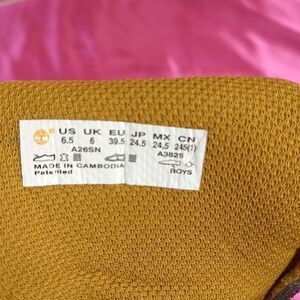 US UK EU JP MX CN
6.5 6 39.5 24.5 24.5 245(1)
A26SN A3825
MADE IN CAMBODIA
Patented BOYS